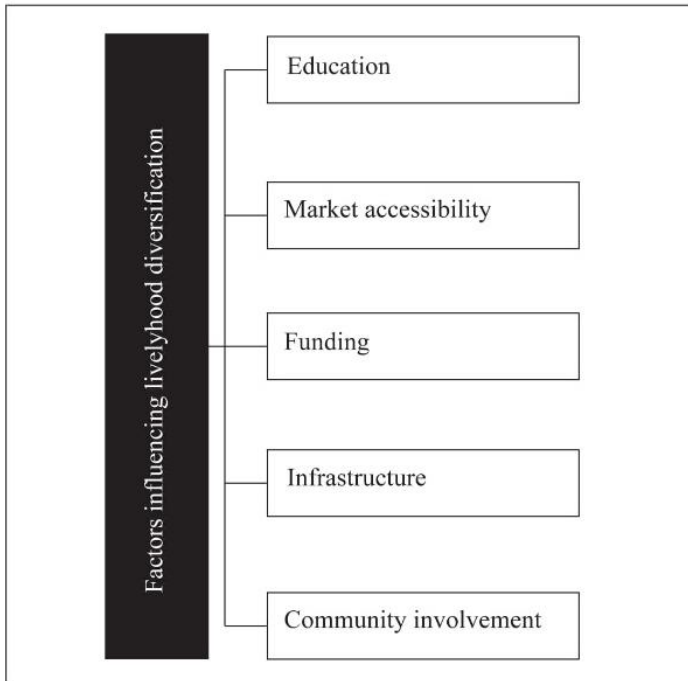 Factors influencing livelyhood diversification
Education
Market accessibility
Funding
Infrastructure
Community involvement